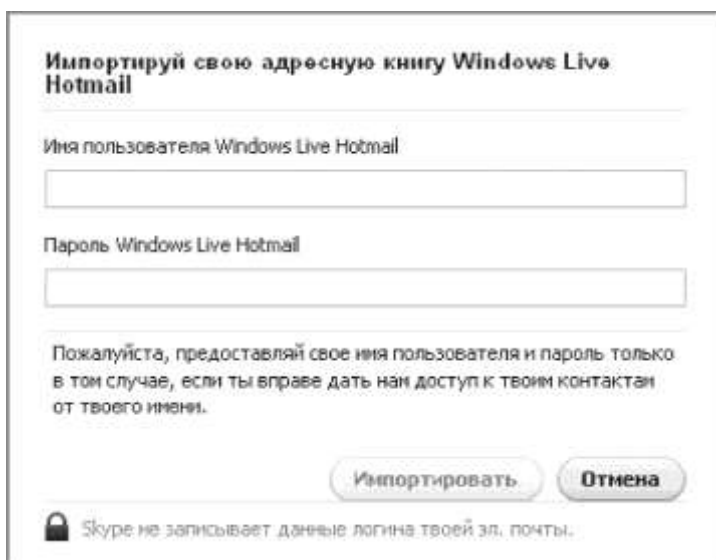 Импортируй свою адресную книгу Windows Live
Hotmail
Имя пользователя Windows Live Hotmail
Пароль Windows Live Hotmail
Пожалуйста, предоставляй свое имя пользователя и пароль только
в том случае, если ты вправе дать нам доступ к твоим контактам
от твоего имени.
Импортировать Отмена
Skype не записывает данные логина твоей эл. почты.